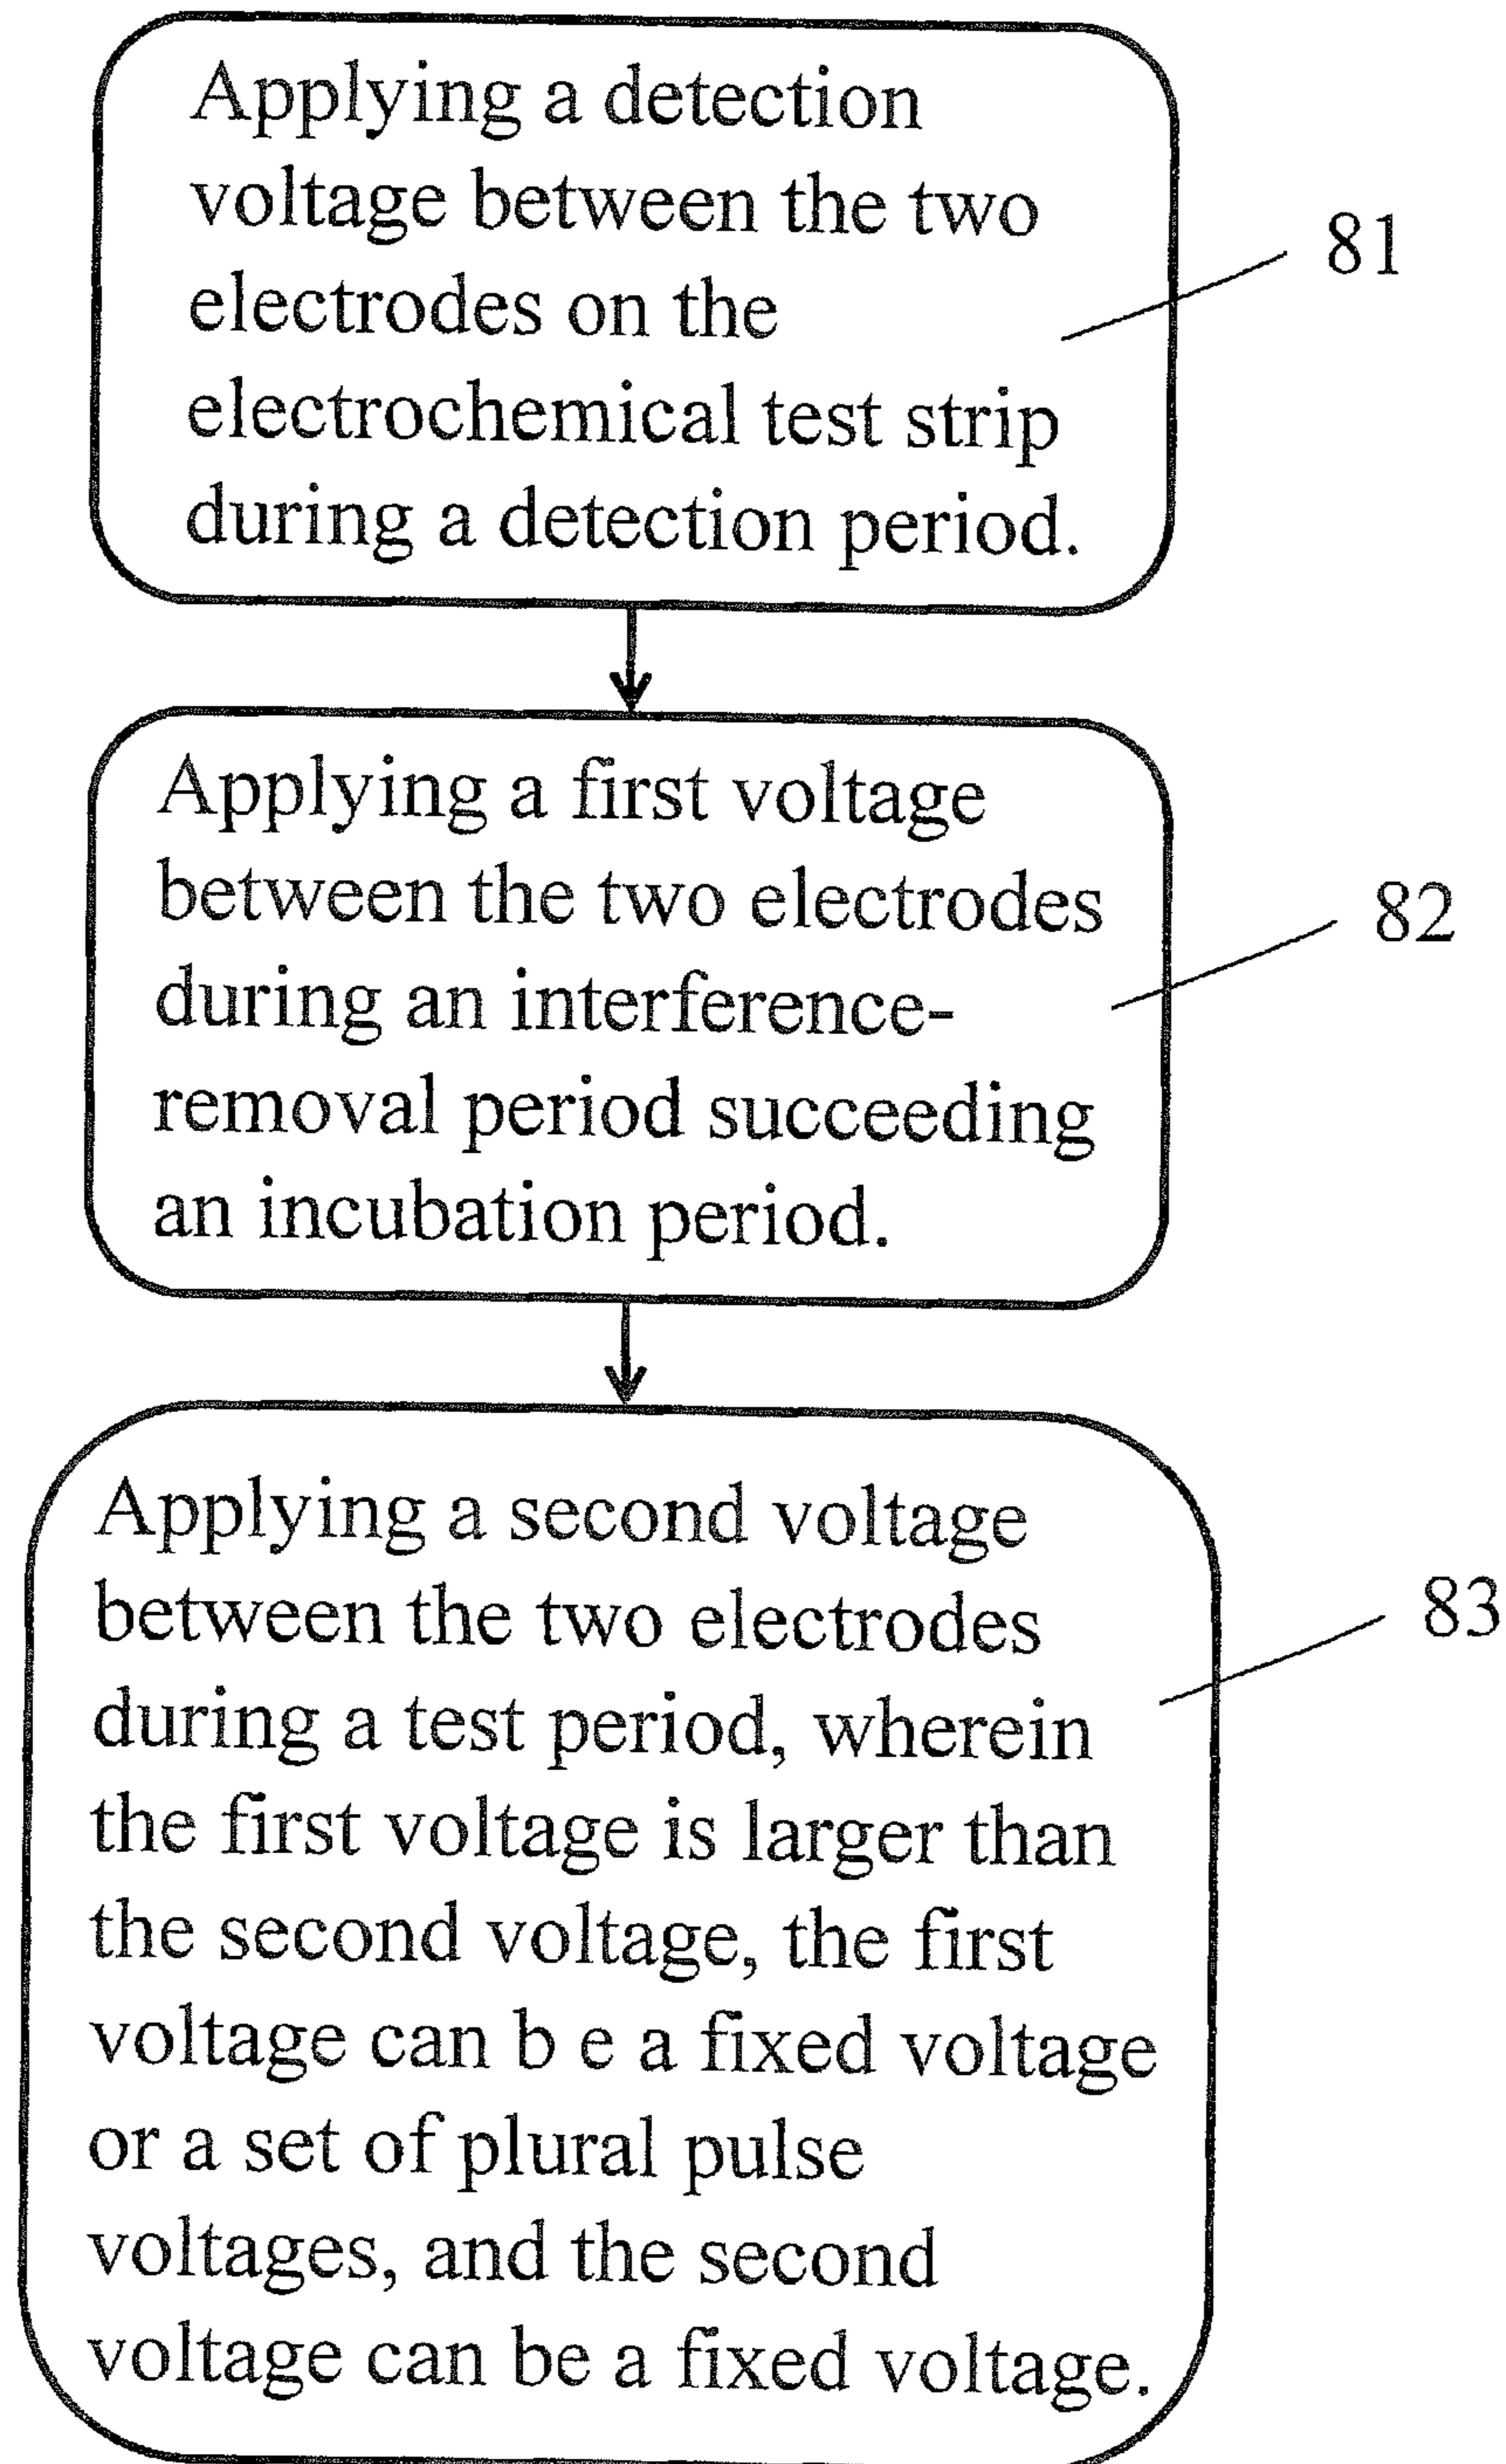 Applying a detection
voltage between the two
electrodes on the
electrochemical test strip
during a detection period.
81
Applying a first voltage
between the two electrodes
during an interference-
removal period succeeding
an incubation period.
82
Applying a second voltage
between the two electrodes
during a test period, wherein
the first voltage is larger than
the second voltage, the first
voltage can b e a fixed voltage
or a set of plural pulse
voltages, and the second
voltage can be a fixed voltage.
83